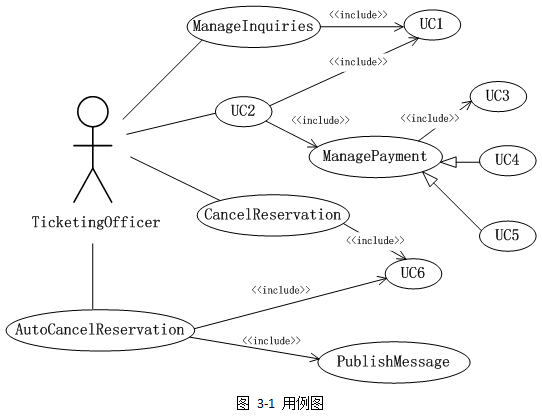 ManageInquiries
<<include>>
UC1
<<include>>
UC2
<<include>>
UC3
<<include>>
ManagePayment
UC4
TicketingOfficer
CancelReservation
UC5
<<include>>
UC6
<<include>>
AutoCancelReservation
<<include>>
PublishMessage
图 3-1 用例图